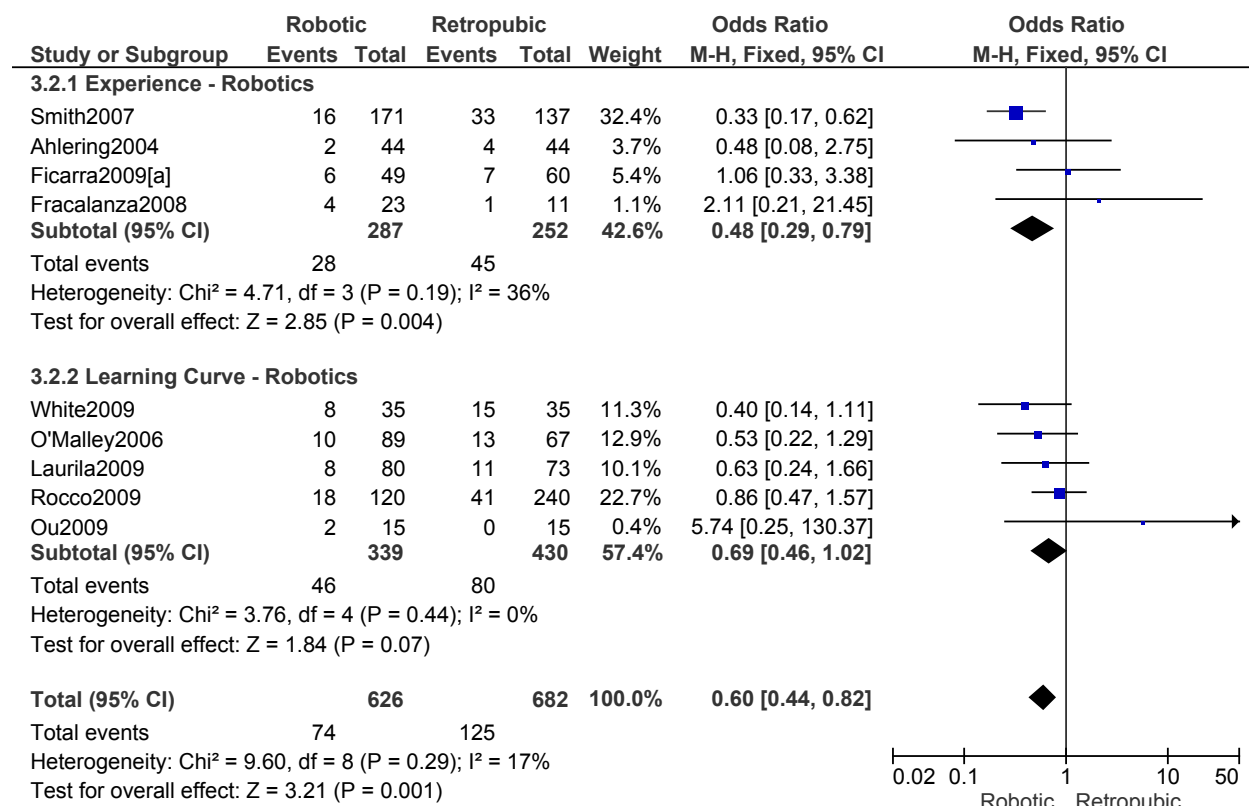 Robotic Retropubic Odds Ratio Odds Ratio
Study or Subgroup Events Total Events Total Weight M-H, Fixed, 95% CI M-H, Fixed, 95% CI
3.2.1 Experience - Robotics
Smith2007 16 171 33 137 32.4% 0.33 [0.17, 0.62]
Ahlering2004 2 44 4 44 3.7% 0.48 [0.08, 2.75]
Ficarra2009[a] 6 49 7 60 5.4% 1.06 [0.33, 3.38]
Fracalanza2008 4 23 1 11 1.1% 2.11 [0.21, 21.45]
Subtotal (95% CI) 287 252 42.6% 0.48 [0.29, 0.79]
Total events 28 45
Heterogeneity: Chi² = 4.71, df = 3 (P = 0.19); I² = 36%
Test for overall effect: Z = 2.85 (P = 0.004)
3.2.2 Learning Curve - Robotics
White2009 8 35 15 35 11.3% 0.40 [0.14, 1.11]
O'Malley2006 10 89 13 67 12.9% 0.53 [0.22, 1.29]
Laurila2009 8 80 11 73 10.1% 0.63 [0.24, 1.66]
Rocco2009 18 120 41 240 22.7% 0.86 [0.47, 1.57]
Ou2009 2 15 0 15 0.4% 5.74 [0.25, 130.37]
Subtotal (95% CI) 339 430 57.4% 0.69 [0.46, 1.02]
Total events 46 80
Heterogeneity: Chi² = 3.76, df = 4 (P = 0.44); I² = 0%
Test for overall effect: Z = 1.84 (P = 0.07)
Total (95% CI) 626 682 100.0% 0.60 [0.44, 0.82]
Total events 74 125
Heterogeneity: Chi² = 9.60, df = 8 (P = 0.29); I² = 17%
Test for overall effect: Z = 3.21 (P = 0.001)
0.02 0.1 1 10 50
Robotic Retropubic